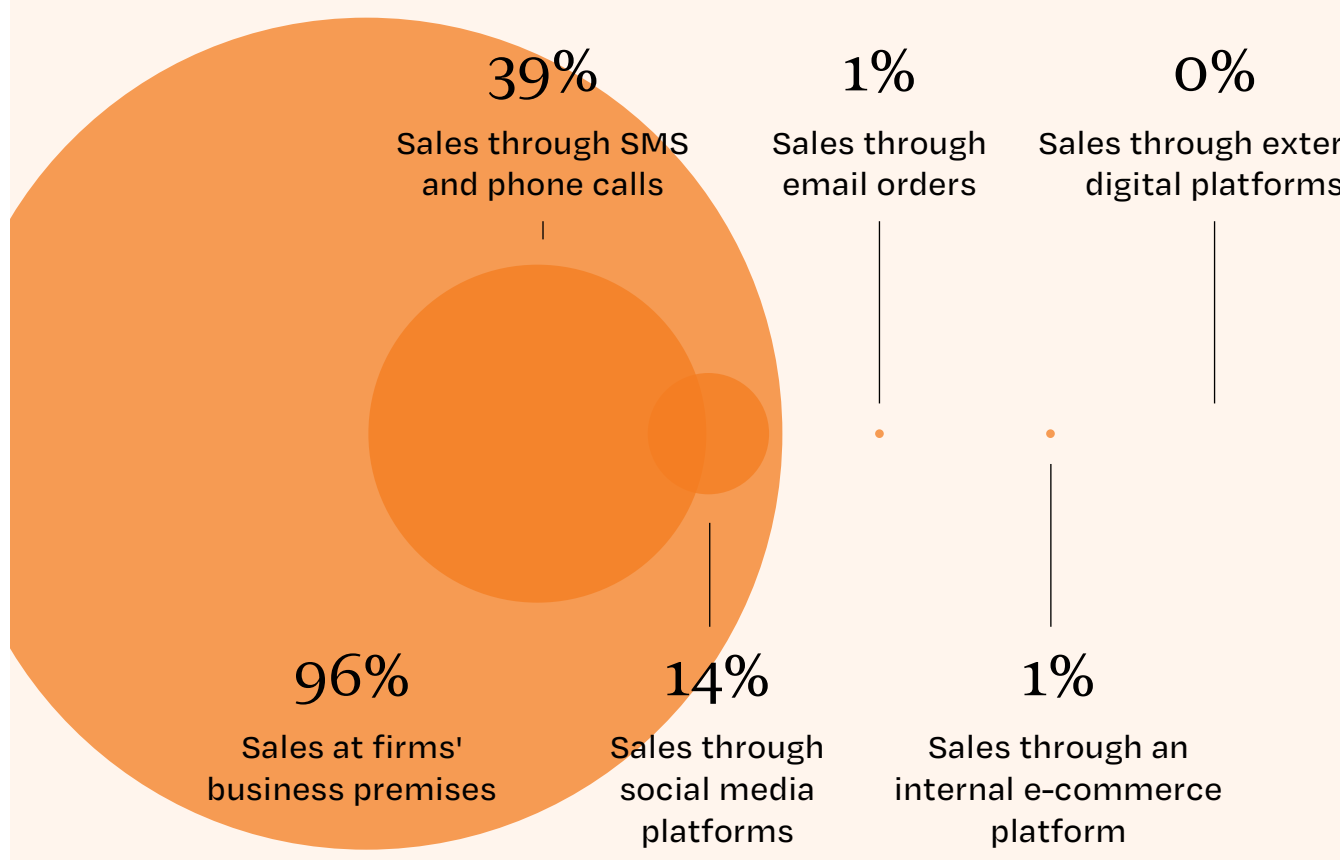 39%
Sales through SMS
and phone calls
1%
Sales through
email orders
0%
Sales through exter
digital platforms
96%
Sales at firms'
business premises
14%
Sales through
social media
platforms
1%
Sales through an
internal e-commerce
platform